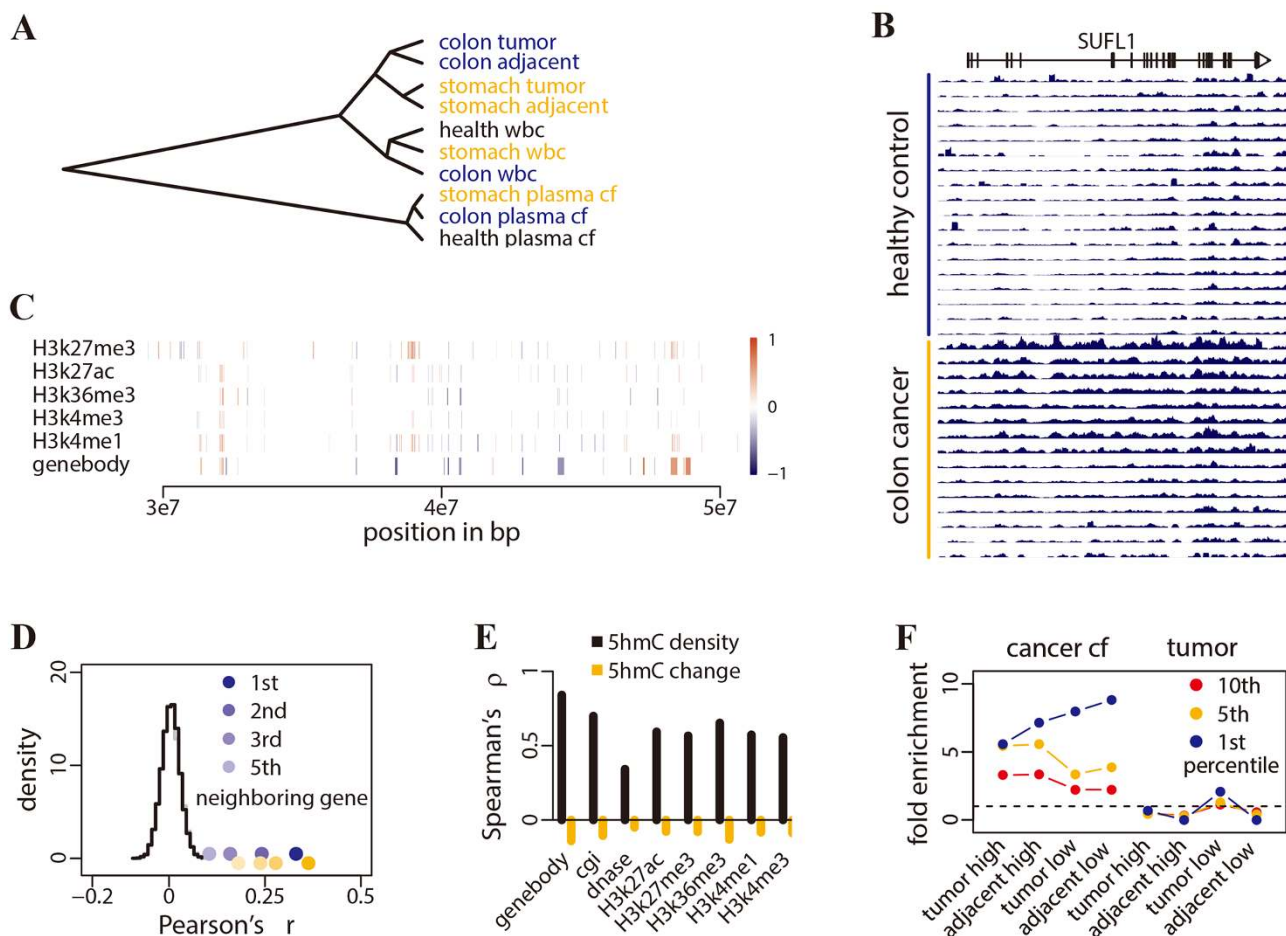 A
colon tumor
colon adjacent
stomach tumor
stomach adjacent
health wbc
stomach wbc
colon wbc
stomach plasma cf
colon plasma cf
health plasma cf
B
SUFL1
healthy control
colon cancer
C
H3k27me3
H3k27ac
H3k36me3
H3k4me3
H3k4me1
genebody
1
0
−1
3e7
4e7
5e7
position in bp
D
density
20
10
0
1st
2nd
3rd
5th
neighboring gene
−0.2
0
0.25
0.5
Pearson's r
E
5hmC density
5hmC change
Spearman's ρ
1
0.5
0
genebody
cgi
dnase
H3k27ac
H3k27me3
H3k36me3
H3k4me1
H3k4me3
F
cancer cf
tumor
10th
5th
1st
percentile
fold enrichment
10
5
0
tumor high
adjacent high
tumor low
adjacent low
tumor high
adjacent high
tumor low
adjacent low